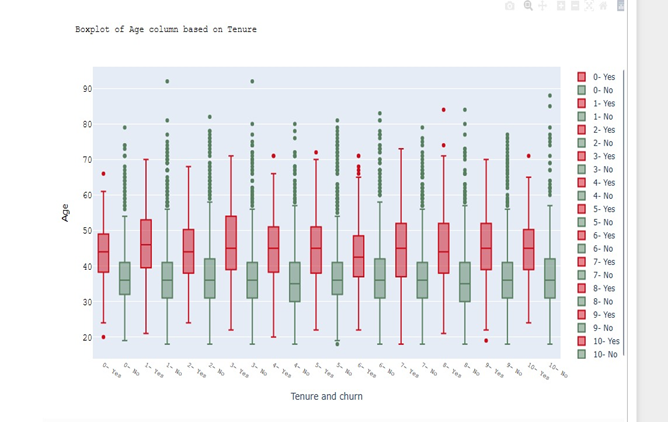 Boxplot of Age column based on Tenure
90
80
70
60
50
40
30
20
Age
0- Yes
0- No
1- Yes
1- No
2- Yes
2- No
3- Yes
3- No
4- Yes
4- No
5- Yes
5- No
6- Yes
6- No
7- Yes
7- No
8- Yes
8- No
9- Yes
9- No
10- Yes
10- No
Tenure and churn
0- Yes
0- No
1- Yes
1- No
2- Yes
2- No
3- Yes
3- No
4- Yes
4- No
5- Yes
5- No
6- Yes
6- No
7- Yes
7- No
8- Yes
8- No
9- Yes
9- No
10- Yes
10- No